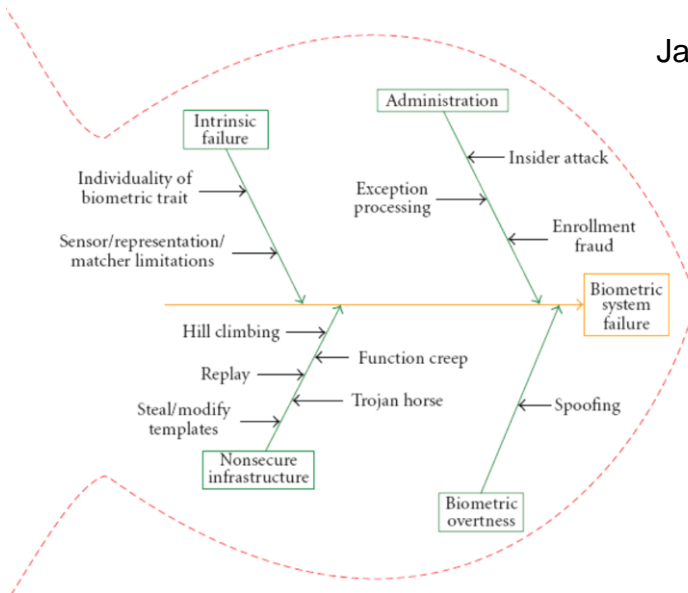 Ja
Administration
Intrinsic
failure
Insider attack
Individuality of
biometric trait
Exception
processing
Enrollment
fraud
Sensor/representation/
matcher limitations
Biometric
system
failure
Hill climbing
Function creep
Replay
Trojan horse
Steal/modify
templates
Spoofing
Nonsecure
infrastructure
Biometric
overtness